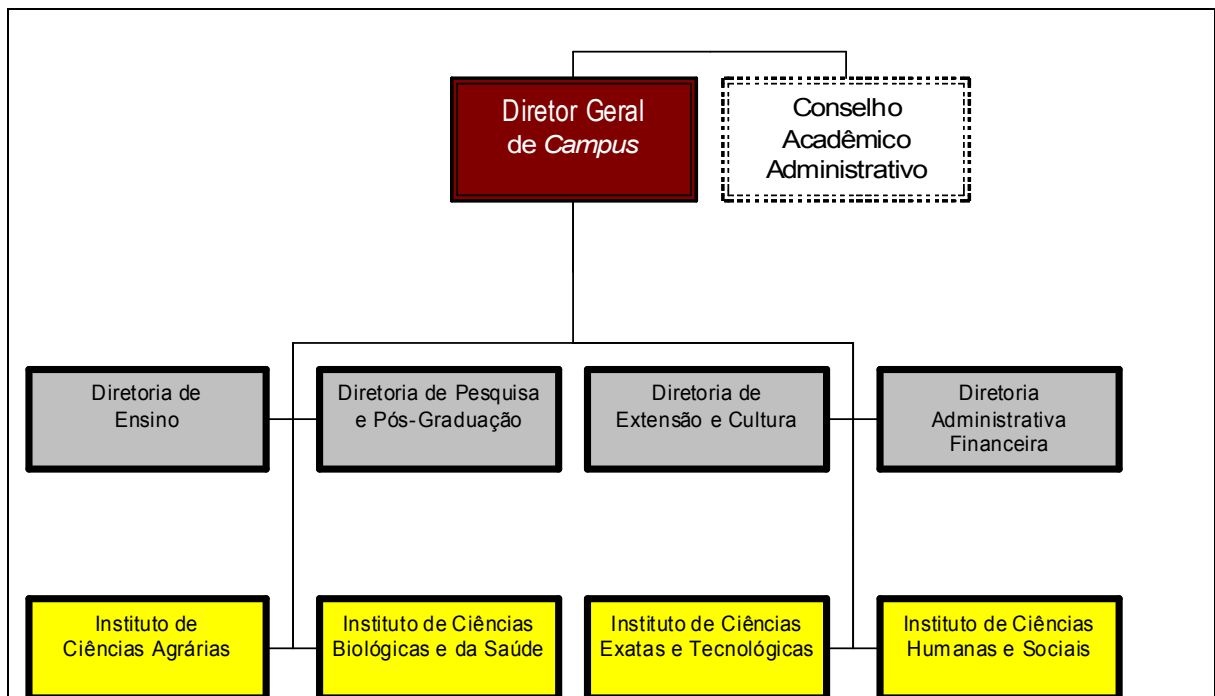 Diretor Geral
de Campus
Conselho
Acadêmico
Administrativo
Diretoria de
Ensino
Diretoria de Pesquisa
e Pós-Graduação
Diretoria de
Extensão e Cultura
Diretoria
Administrativa
Financeira
Instituto de
Ciências Agrárias
Instituto de Ciências
Biológicas e da Saúde
Instituto de Ciências
Exatas e Tecnológicas
Instituto de Ciências
Humanas e Sociais